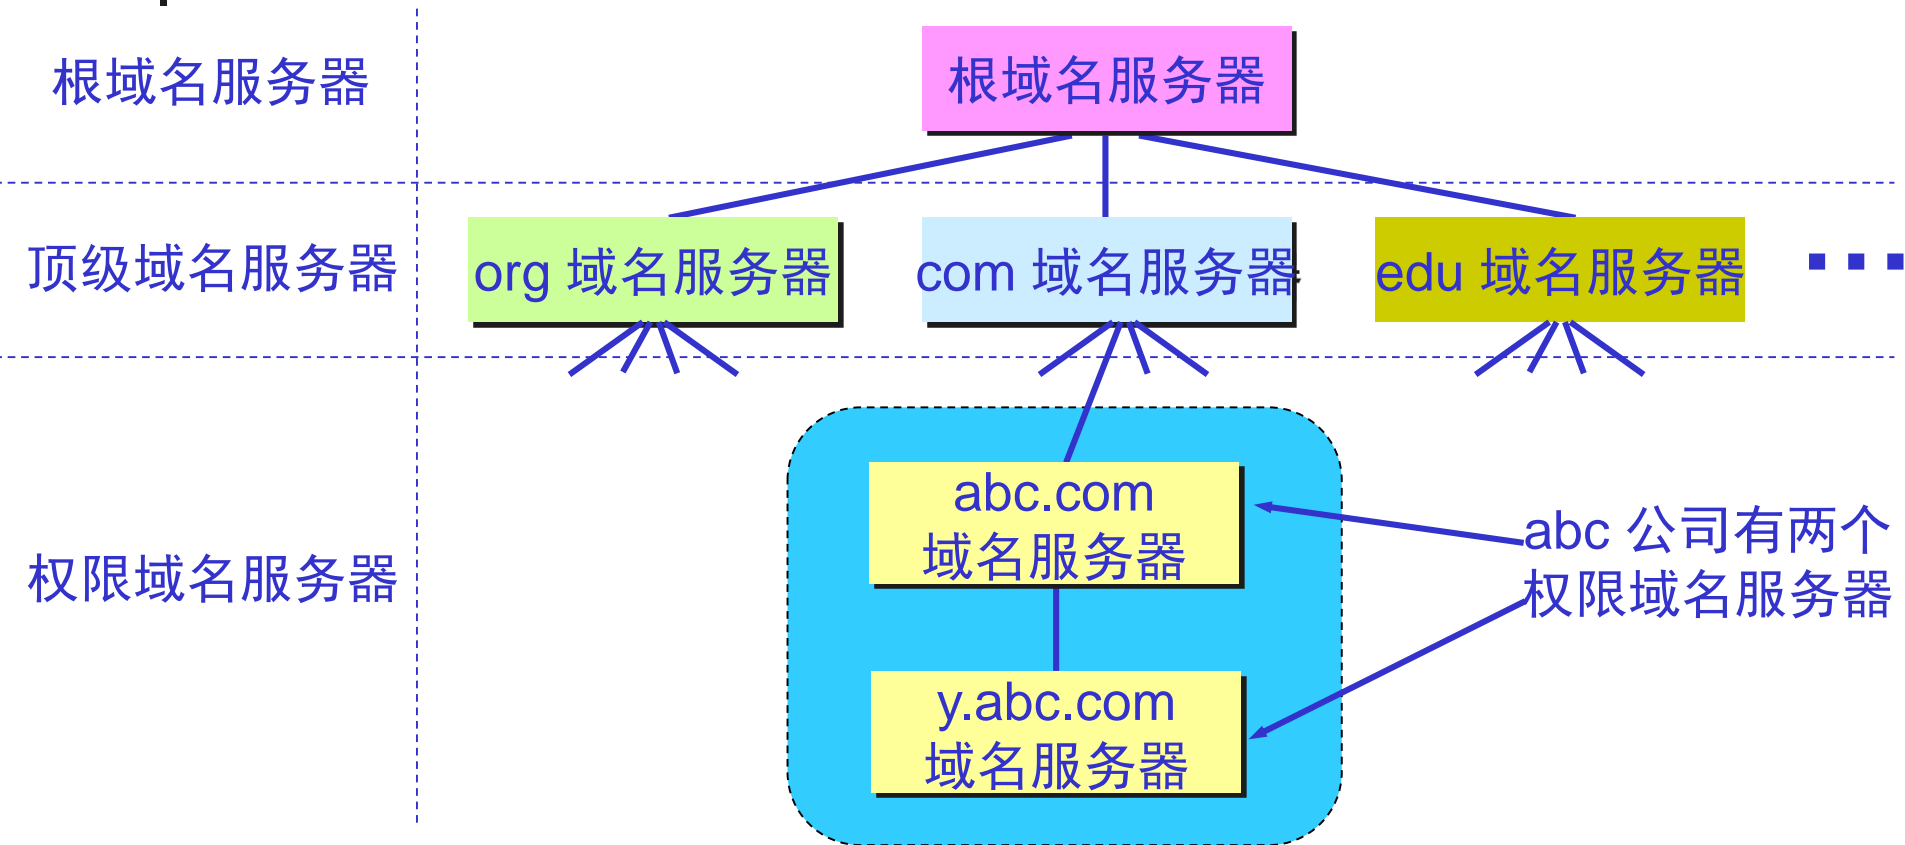 根域名服务器
根域名服务器
顶级域名服务器
org 域名服务器
com 域名服务器
edu 域名服务器
…
abc.com
域名服务器
abc 公司有两个
权限域名服务器
权限域名服务器
y.abc.com
域名服务器